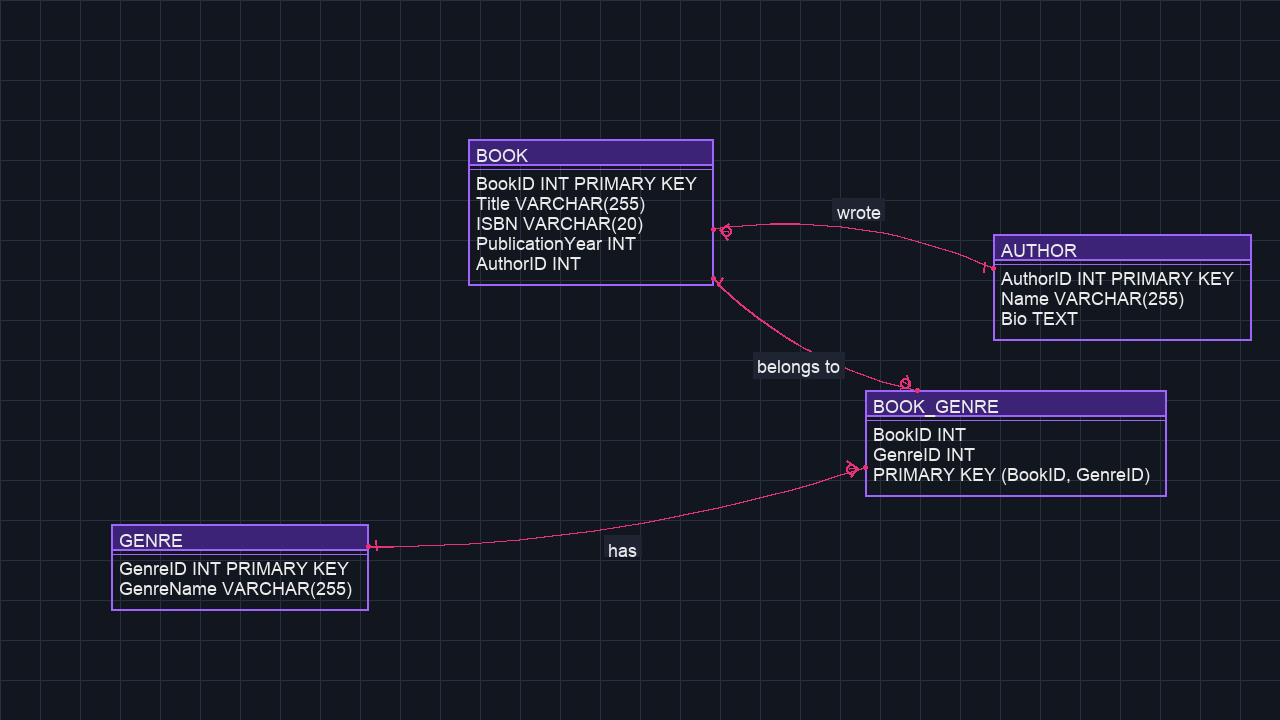 BOOK
BookID INT PRIMARY KEY
Title VARCHAR(255)
ISBN VARCHAR(20)
PublicationYear INT
AuthorID INT
wrote
AUTHOR
AuthorID INT PRIMARY KEY
Name VARCHAR(255)
Bio TEXT
belongs to
BOOK_GENRE
BookID INT
GenreID INT
PRIMARY KEY (BookID, GenreID)
has
GENRE
GenreID INT PRIMARY KEY
GenreName VARCHAR(255)